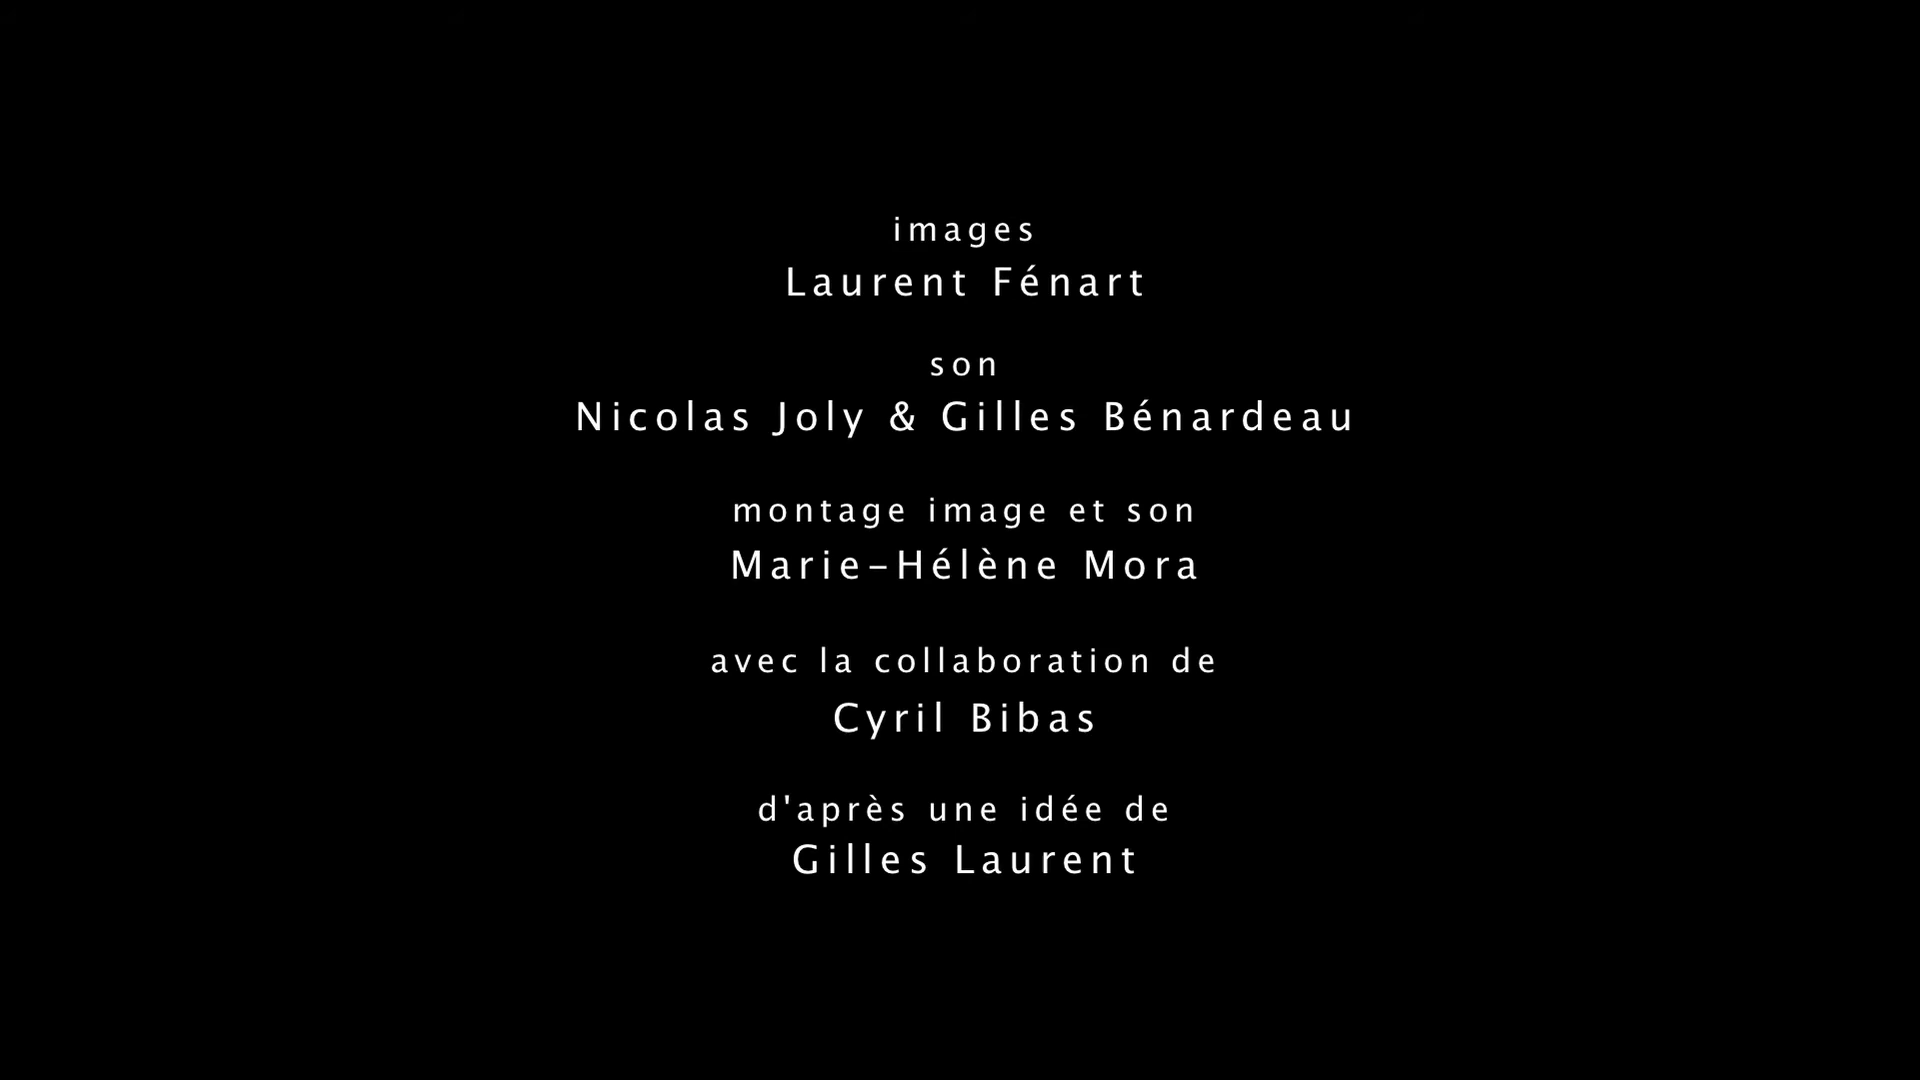 images
Laurent Fénart
son
Nicolas Joly & Gilles Bénardeau
montage image et son
Marie-Hélène Mora
avec la collaboration de
Cyril Bibas
d'après une idée de
Gilles Laurent